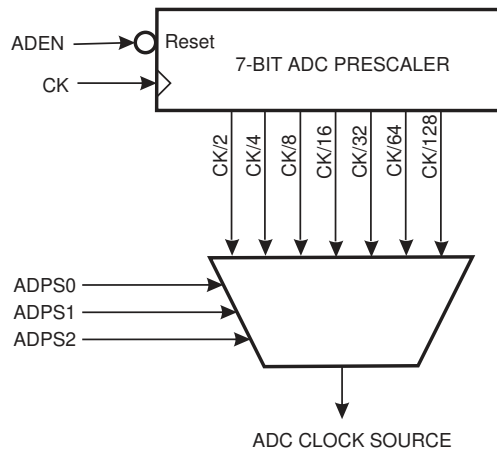 ADEN
Reset
7-BIT ADC PRESCALER
CK
CK/2
CK/4
CK/8
CK/16
CK/32
CK/64
CK/128
ADPS0
ADPS1
ADPS2
ADC CLOCK SOURCE